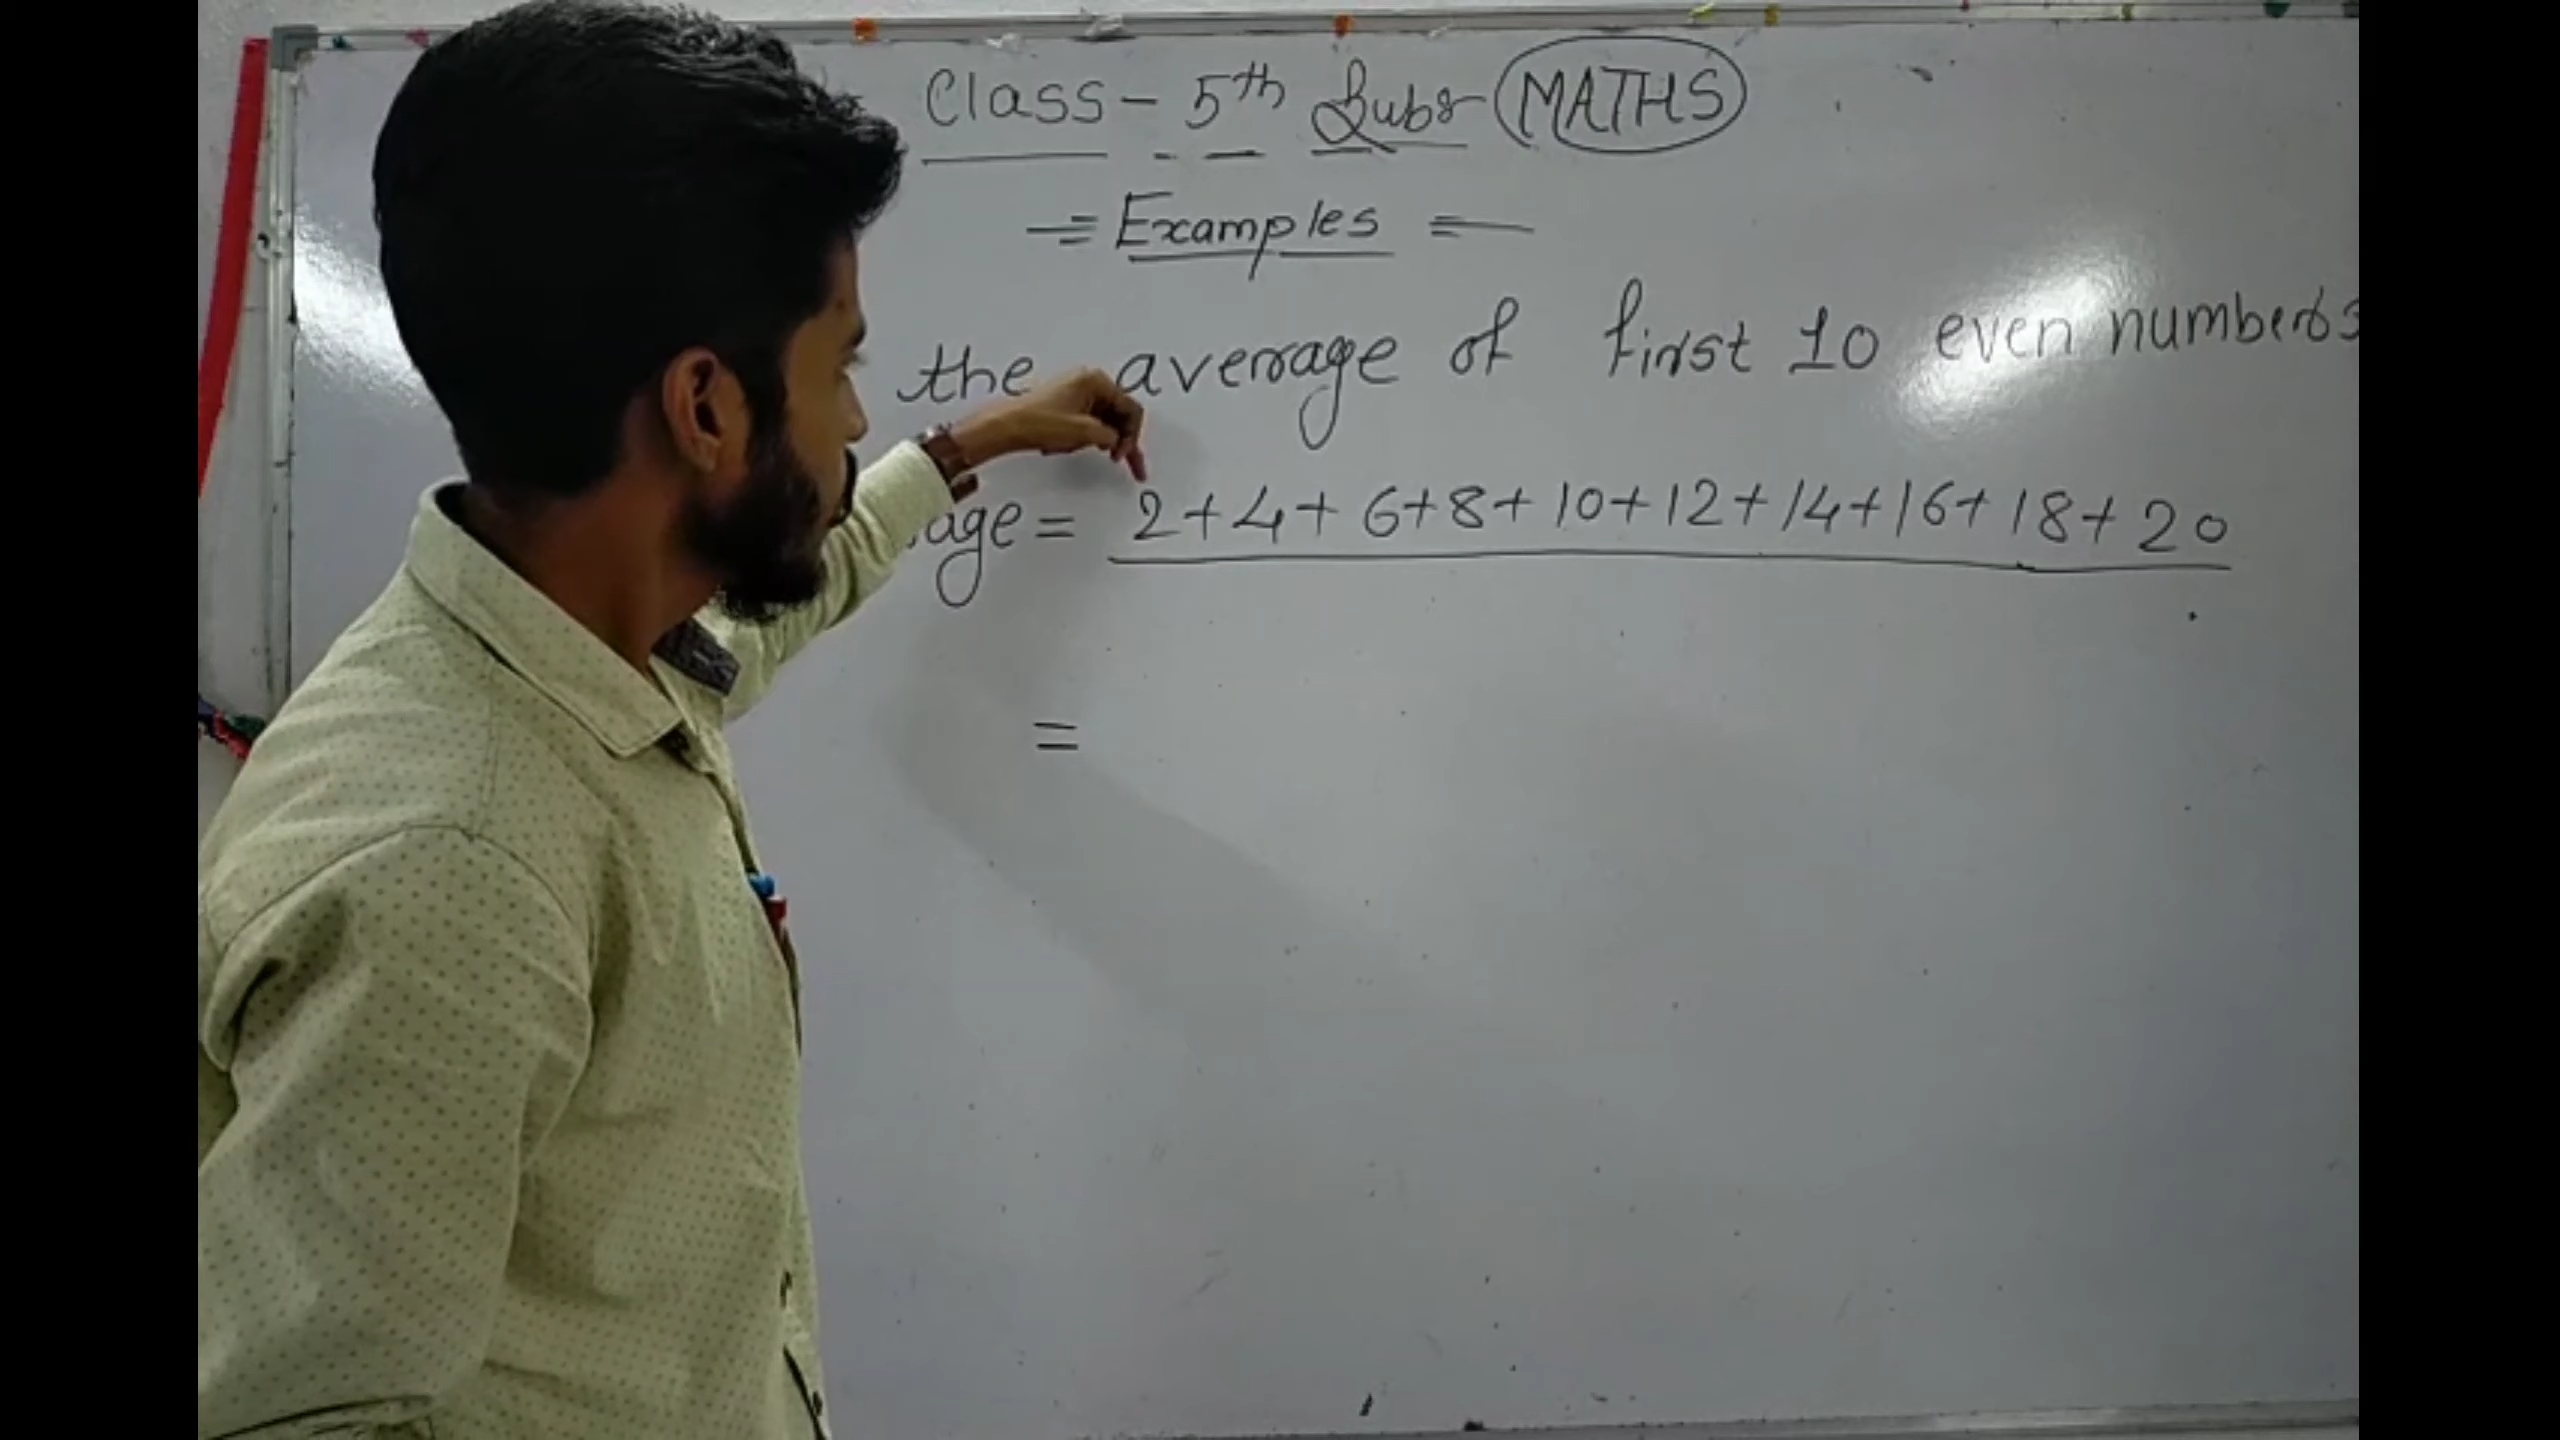 Class - 5th Subs MATHS
= Examples =
the average of first 10 even numbers
age = 2+4+6+8+10+12+14+16+18+20
=